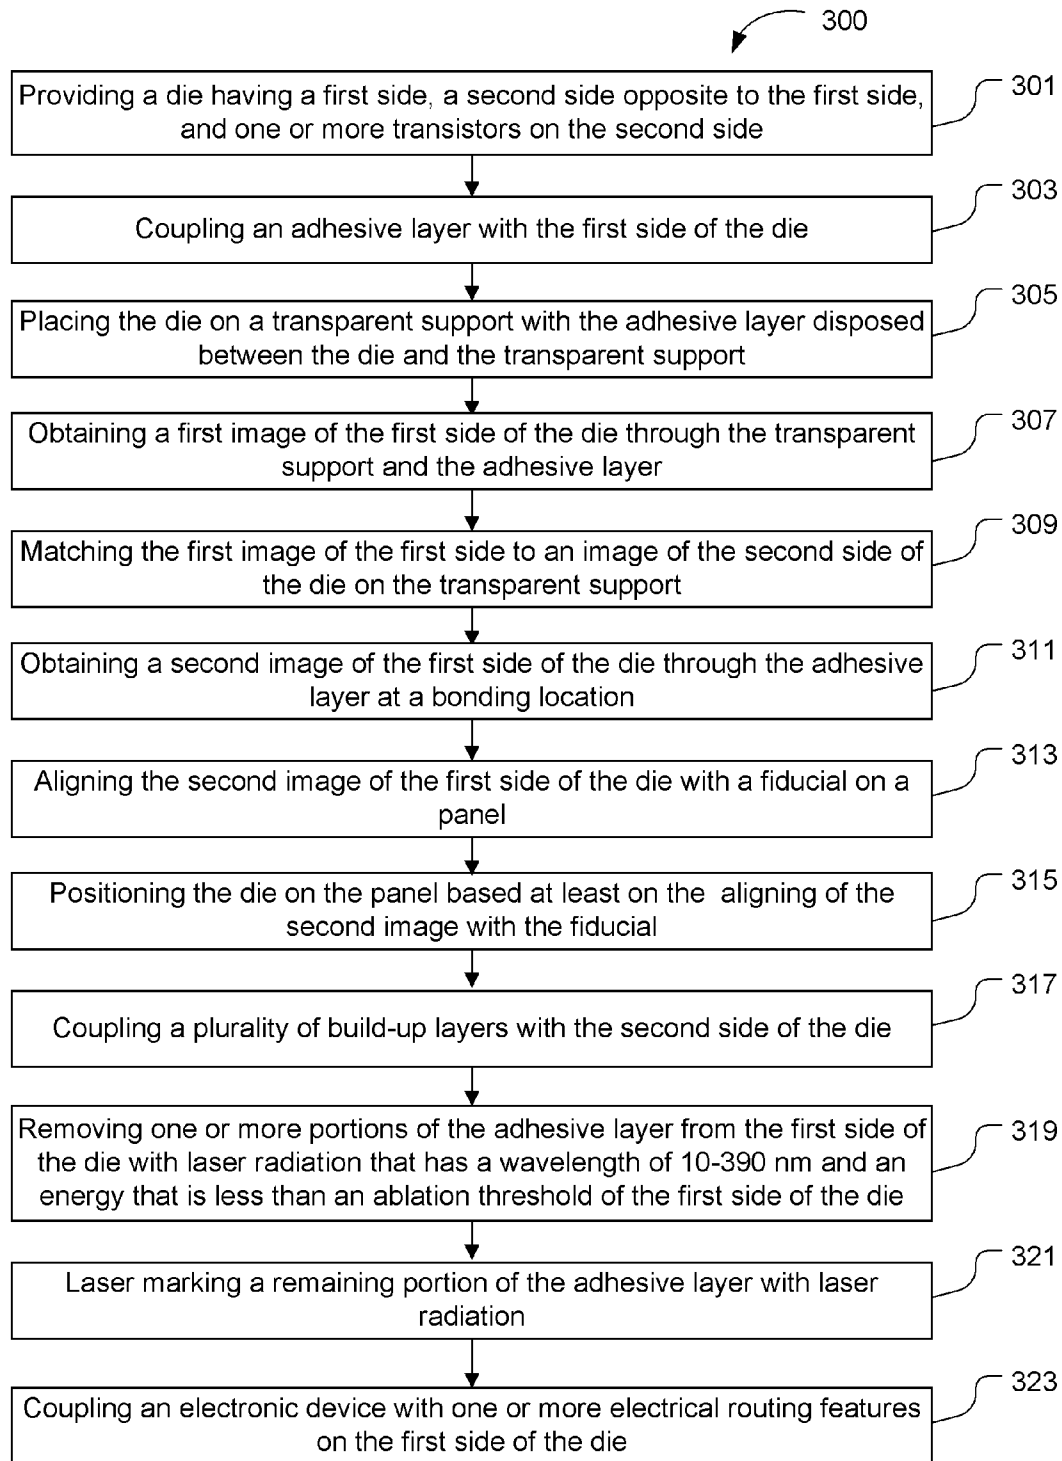 300
Providing a die having a first side, a second side opposite to the first side,
and one or more transistors on the second side
301
Coupling an adhesive layer with the first side of the die
303
Placing the die on a transparent support with the adhesive layer disposed
between the die and the transparent support
305
Obtaining a first image of the first side of the die through the transparent
support and the adhesive layer
307
Matching the first image of the first side to an image of the second side of
the die on the transparent support
309
Obtaining a second image of the first side of the die through the adhesive
layer at a bonding location
311
Aligning the second image of the first side of the die with a fiducial on a
panel
313
Positioning the die on the panel based at least on the aligning of the
second image with the fiducial
315
Coupling a plurality of build-up layers with the second side of the die
317
Removing one or more portions of the adhesive layer from the first side of
the die with laser radiation that has a wavelength of 10-390 nm and an
energy that is less than an ablation threshold of the first side of the die
319
Laser marking a remaining portion of the adhesive layer with laser
radiation
321
Coupling an electronic device with one or more electrical routing features
on the first side of the die
323